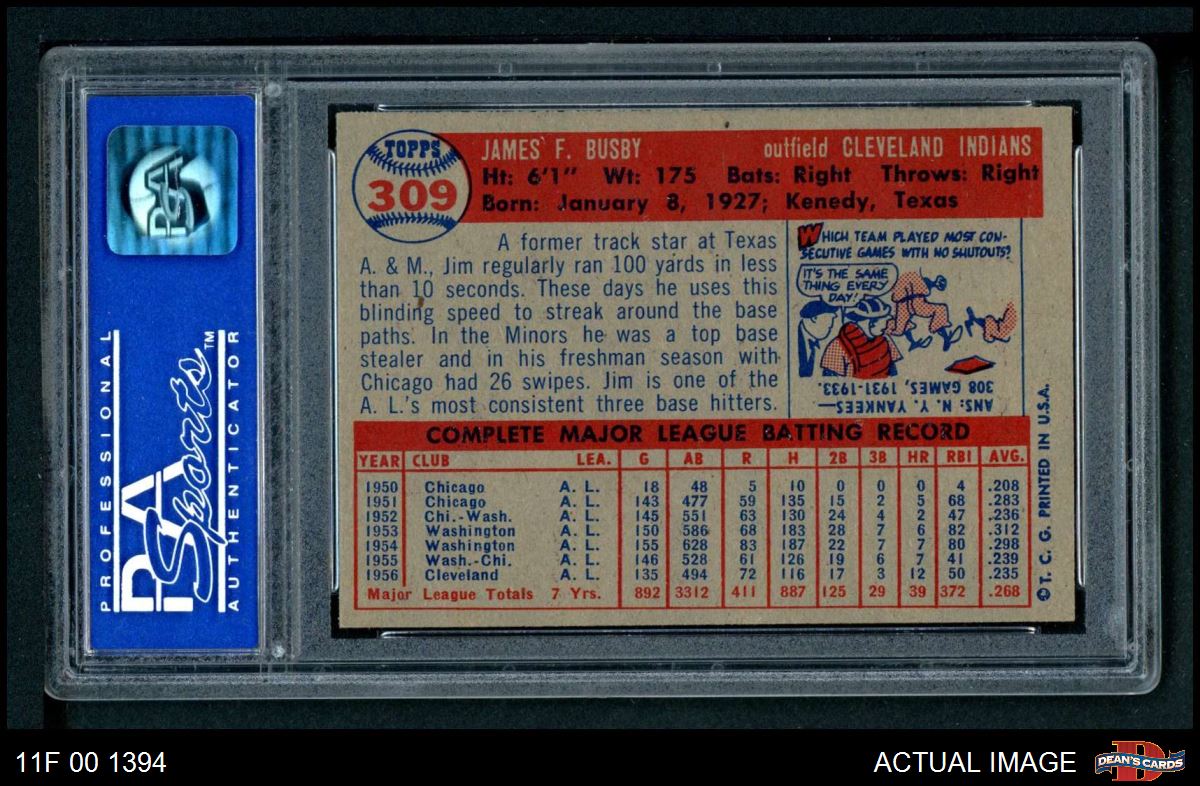 PSA
PROFESSIONAL
PSA
Sports™
AUTHENTICATOR
TOPPS
309
JAMES F. BUSBY outfield CLEVELAND INDIANS
Ht: 6'1" Wt: 175 Bats: Right Throws: Right
Born: January 8, 1927; Kenedy, Texas
A former track star at Texas
A. & M., Jim regularly ran 100 yards in less
than 10 seconds. These days he uses this
blinding speed to streak around the base
paths. In the Minors he was a top base
stealer and in his freshman season with
Chicago had 26 swipes. Jim is one of the
A. L.'s most consistent three base hitters.
WHICH TEAM PLAYED MOST CON-
SECUTIVE GAMES WITH NO SHUTOUTS?
IT'S THE SAME
THING EVERY
DAY!
ANS: N. Y. YANKEES—
308 GAMES, 1931-1933.
COMPLETE MAJOR LEAGUE BATTING RECORD
YEAR CLUB LEA. G AB R H 2B 3B HR RBI AVG.
1950 Chicago A. L. 18 48 5 10 0 0 0 4 .208
1951 Chicago A. L. 143 477 59 135 15 2 5 68 .283
1952 Chi.-Wash. A. L. 145 551 63 130 24 4 2 47 .236
1953 Washington A. L. 150 586 68 183 28 7 6 82 .312
1954 Washington A. L. 155 628 83 187 22 7 7 80 .298
1955 Wash.-Chi. A. L. 146 528 61 126 19 6 7 41 .239
1956 Cleveland A. L. 135 494 72 116 17 3 12 50 .235
Major League Totals 7 Yrs. 892 3312 411 887 125 29 39 372 .268
© T. C. G. PRINTED IN U.S.A.
11F 00 1394
ACTUAL IMAGE
D
DEAN'S CARDS